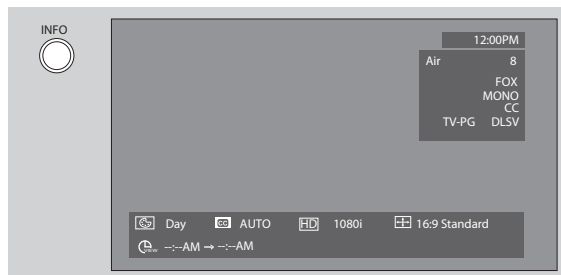 INFO
12:00PM
Air 8
FOX
MONO
CC
TV-PG DLSV
Day CC AUTO HD 1080i 16:9 Standard
--:--AM → --:--AM